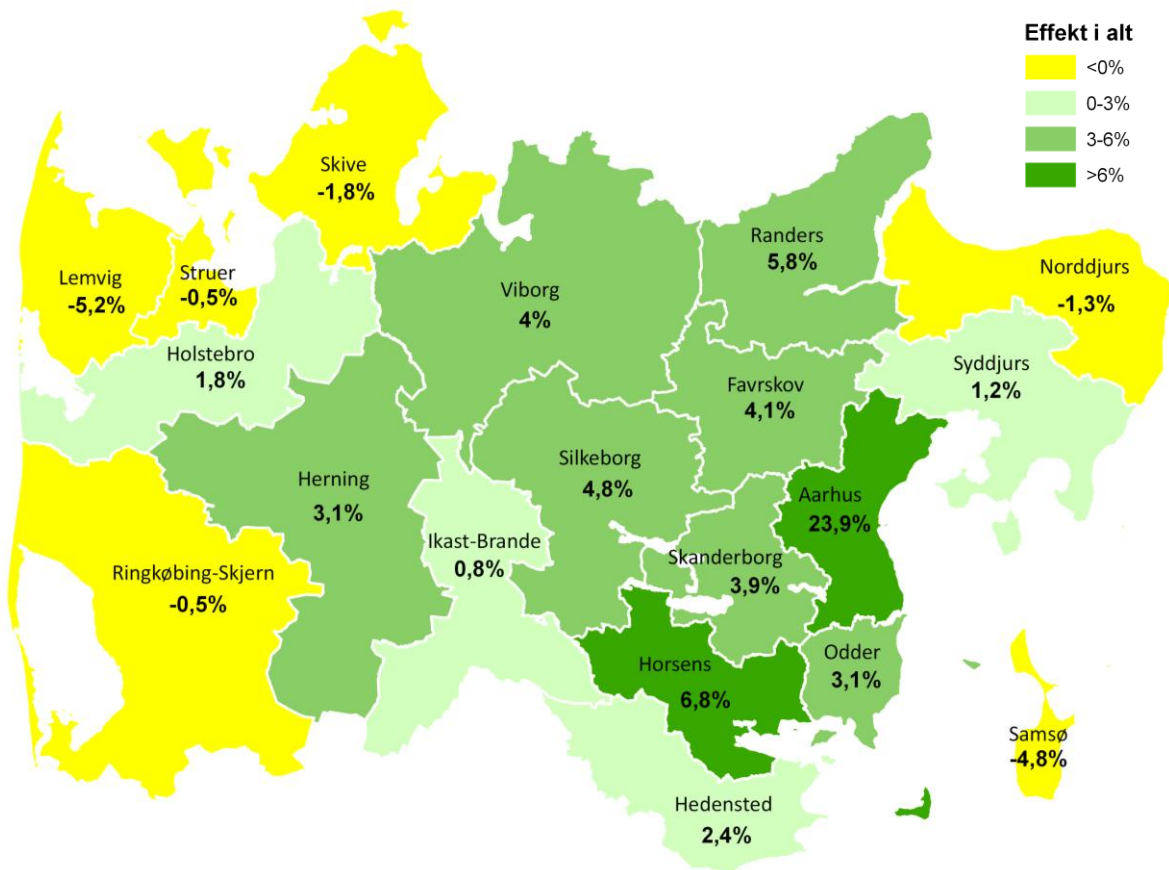 Effekt i alt
<0%
0-3%
3-6%
>6%
Skive
-1,8%
Randers
5,8%
Lemvig
-5,2%
Struer
-0,5%
Viborg
4%
Norddjurs
-1,3%
Holstebro
1,8%
Favrskov
4,1%
Syddjurs
1,2%
Herning
3,1%
Silkeborg
4,8%
Aarhus
23,9%
Ikast-Brande
0,8%
Skanderborg
3,9%
Ringkøbing-Skjern
-0,5%
Horsens
6,8%
Odder
3,1%
Samsø
-4,8%
Hedensted
2,4%